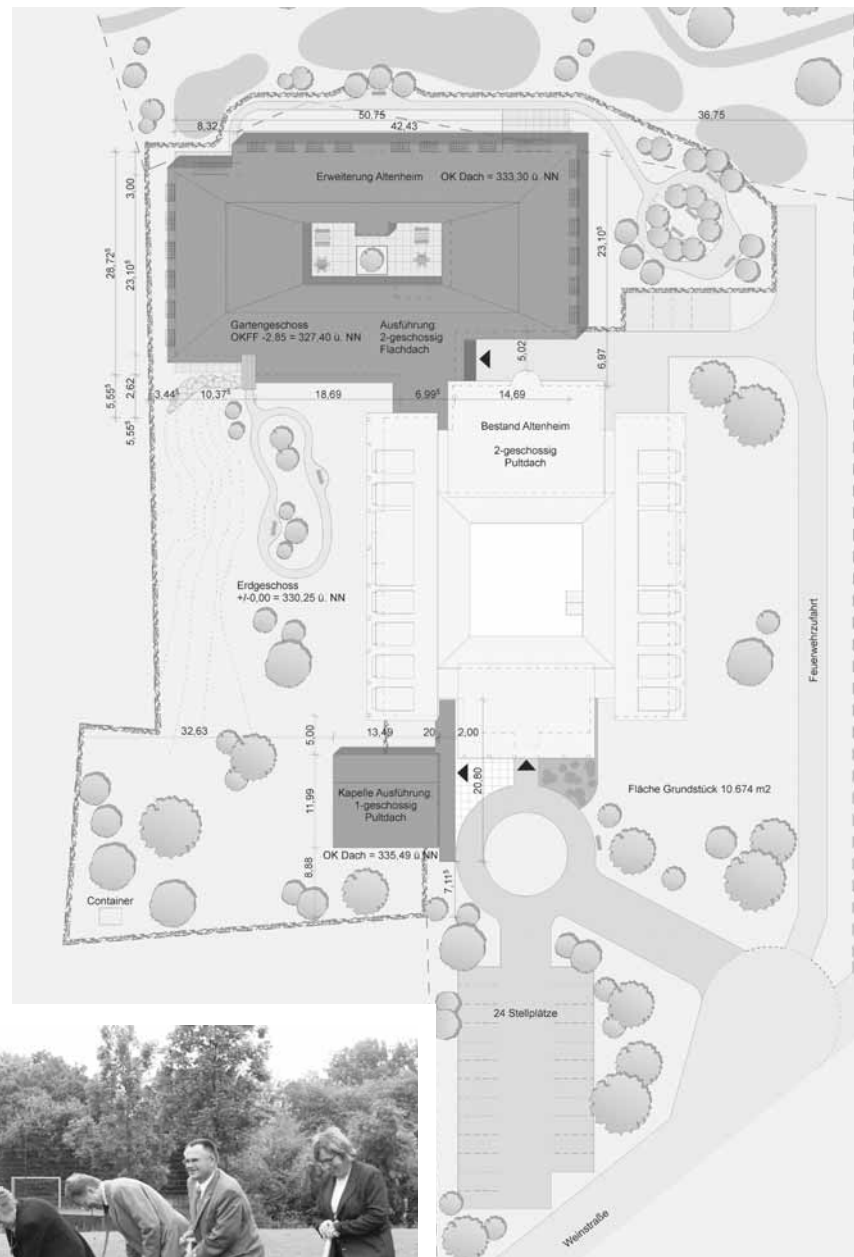 50,75
36,75
8,32
42,43
Erweiterung Altenheim OK Dach = 333,30 ü. NN
3,00
28,72⁵
23,10⁵
23,10⁵
Gartengeschoss
OKFF -2,85 = 327,40 ü. NN
Ausführung:
2-geschossig
Flachdach
5,02
6,97
2,62
5,55⁵
5,55⁵
3,44⁵
10,37⁵
18,69
6,99⁵
14,69
Bestand Altenheim
2-geschossig
Pultdach
Erdgeschoss
+/-0,00 = 330,25 ü. NN
Feuerwehrzufahrt
32,63
5,00
13,49
20
2,00
20,80
11,99
Kapelle Ausführung:
1-geschossig
Pultdach
Fläche Grundstück 10.674 m2
OK Dach = 335,49 ü.NN
8,88
7,11⁵
Container
24 Stellplätze
Weinstraße